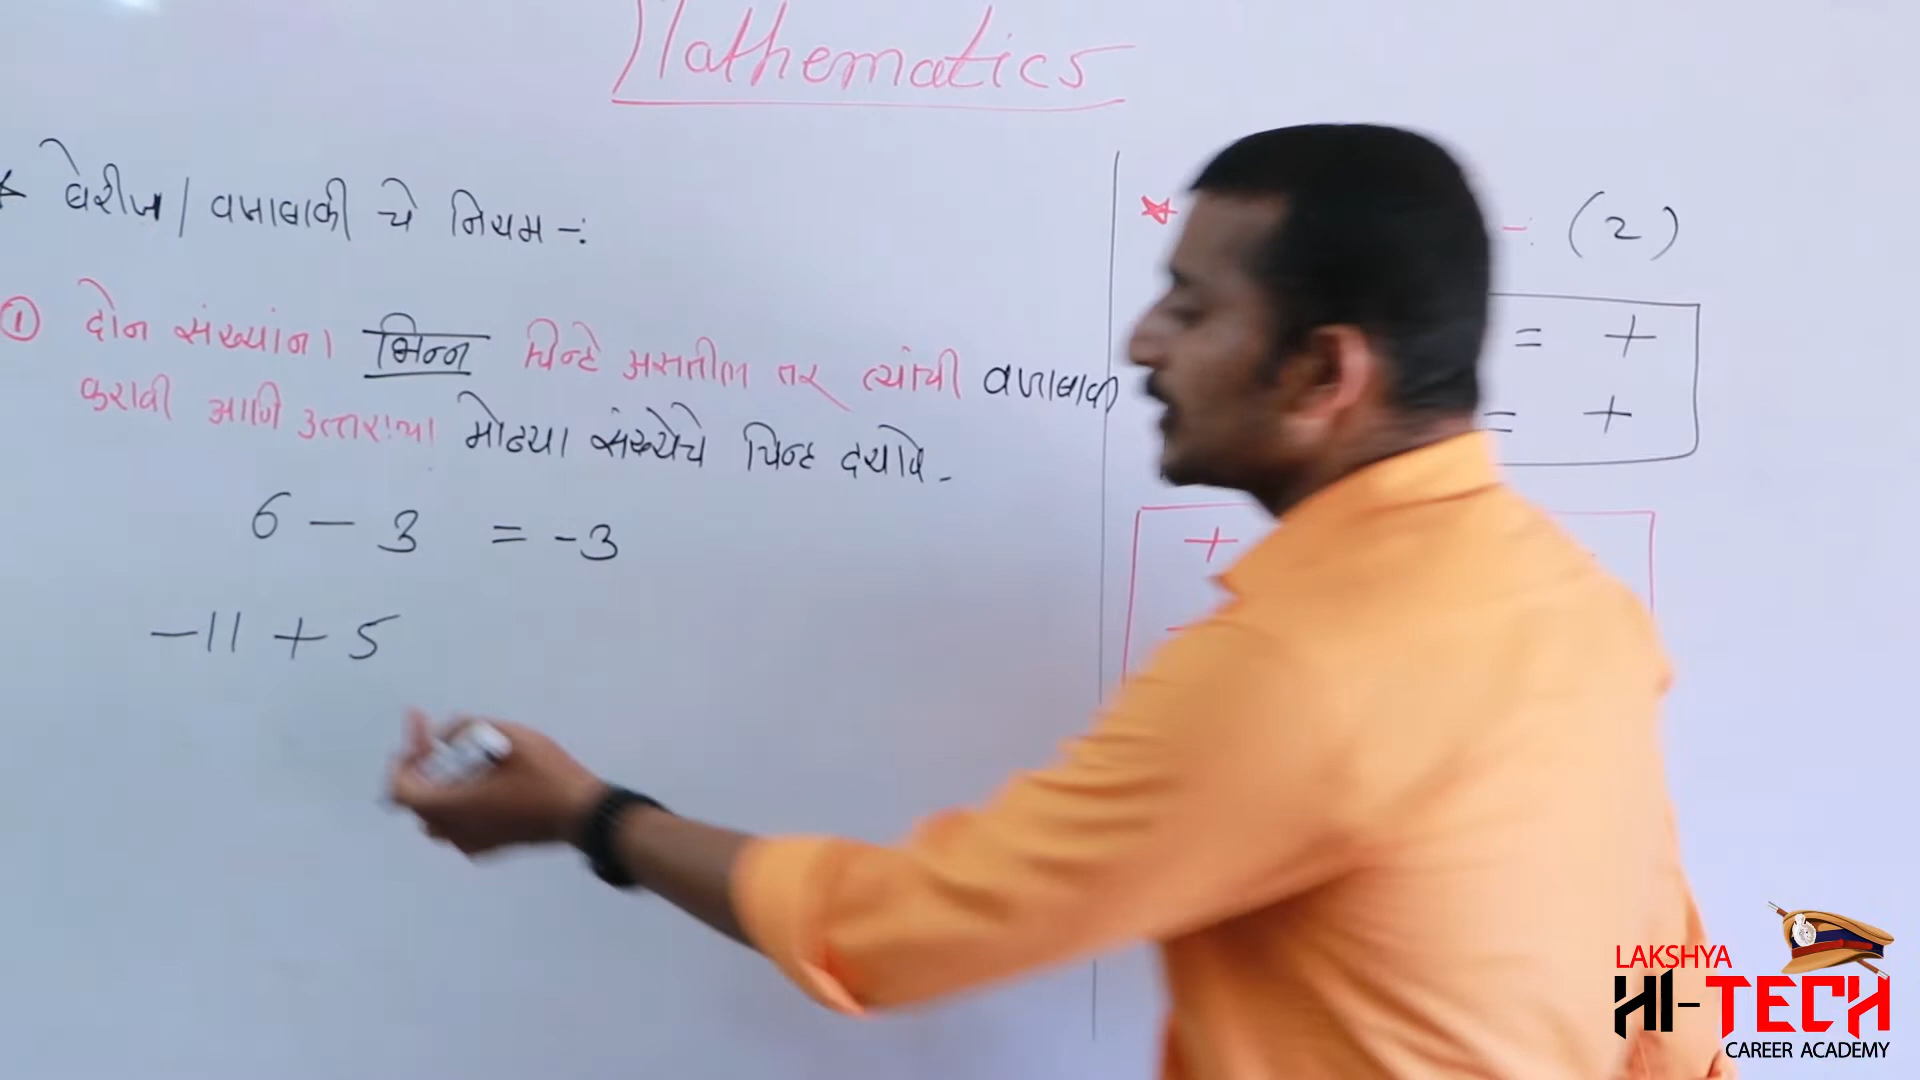 Mathematics
बेरीज / वजाबाकी चे नियम -:
① दोन संख्यांना भिन्न चिन्हे असतील तर त्यांची वजाबाकी
करावी आणि उत्तराच्या मोठ्या संख्येचे चिन्ह दयावे -
6 - 3 = -3
-11 + 5
-: (2)
= +
= +
+
LAKSHYA
HI-TECH
CAREER ACADEMY